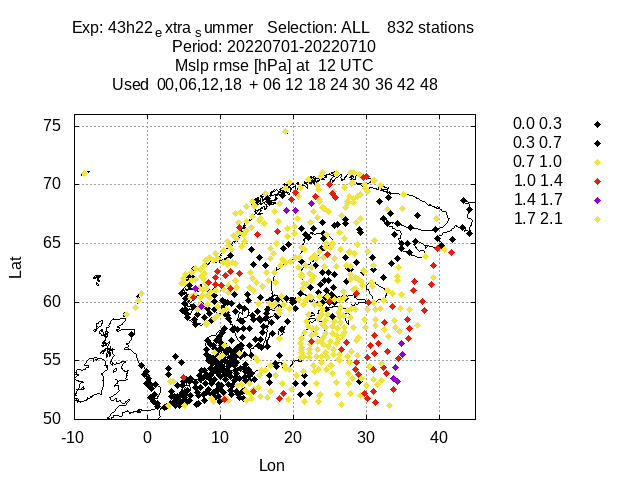 Exp: 43h22 e xtra s ummer   Selection: ALL    832 stations
Period: 20220701-20220710
Mslp rmse [hPa] at  12 UTC
Used  00,06,12,18  + 06 12 18 24 30 36 42 48
0.0 0.3
0.3 0.7
0.7 1.0
1.0 1.4
1.4 1.7
1.7 2.1
75
70
65
60
55
50
Lat
-10 0 10 20 30 40
Lon